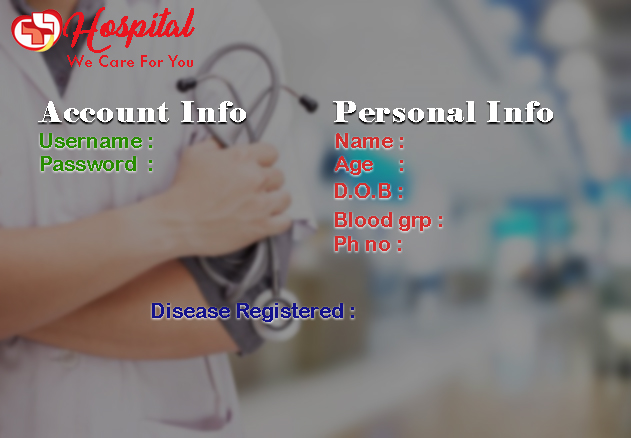 Hospital
We Care For You
Account Info
Username :
Password :
Personal Info
Name :
Age :
D.O.B :
Blood grp :
Ph no :
Disease Registered :